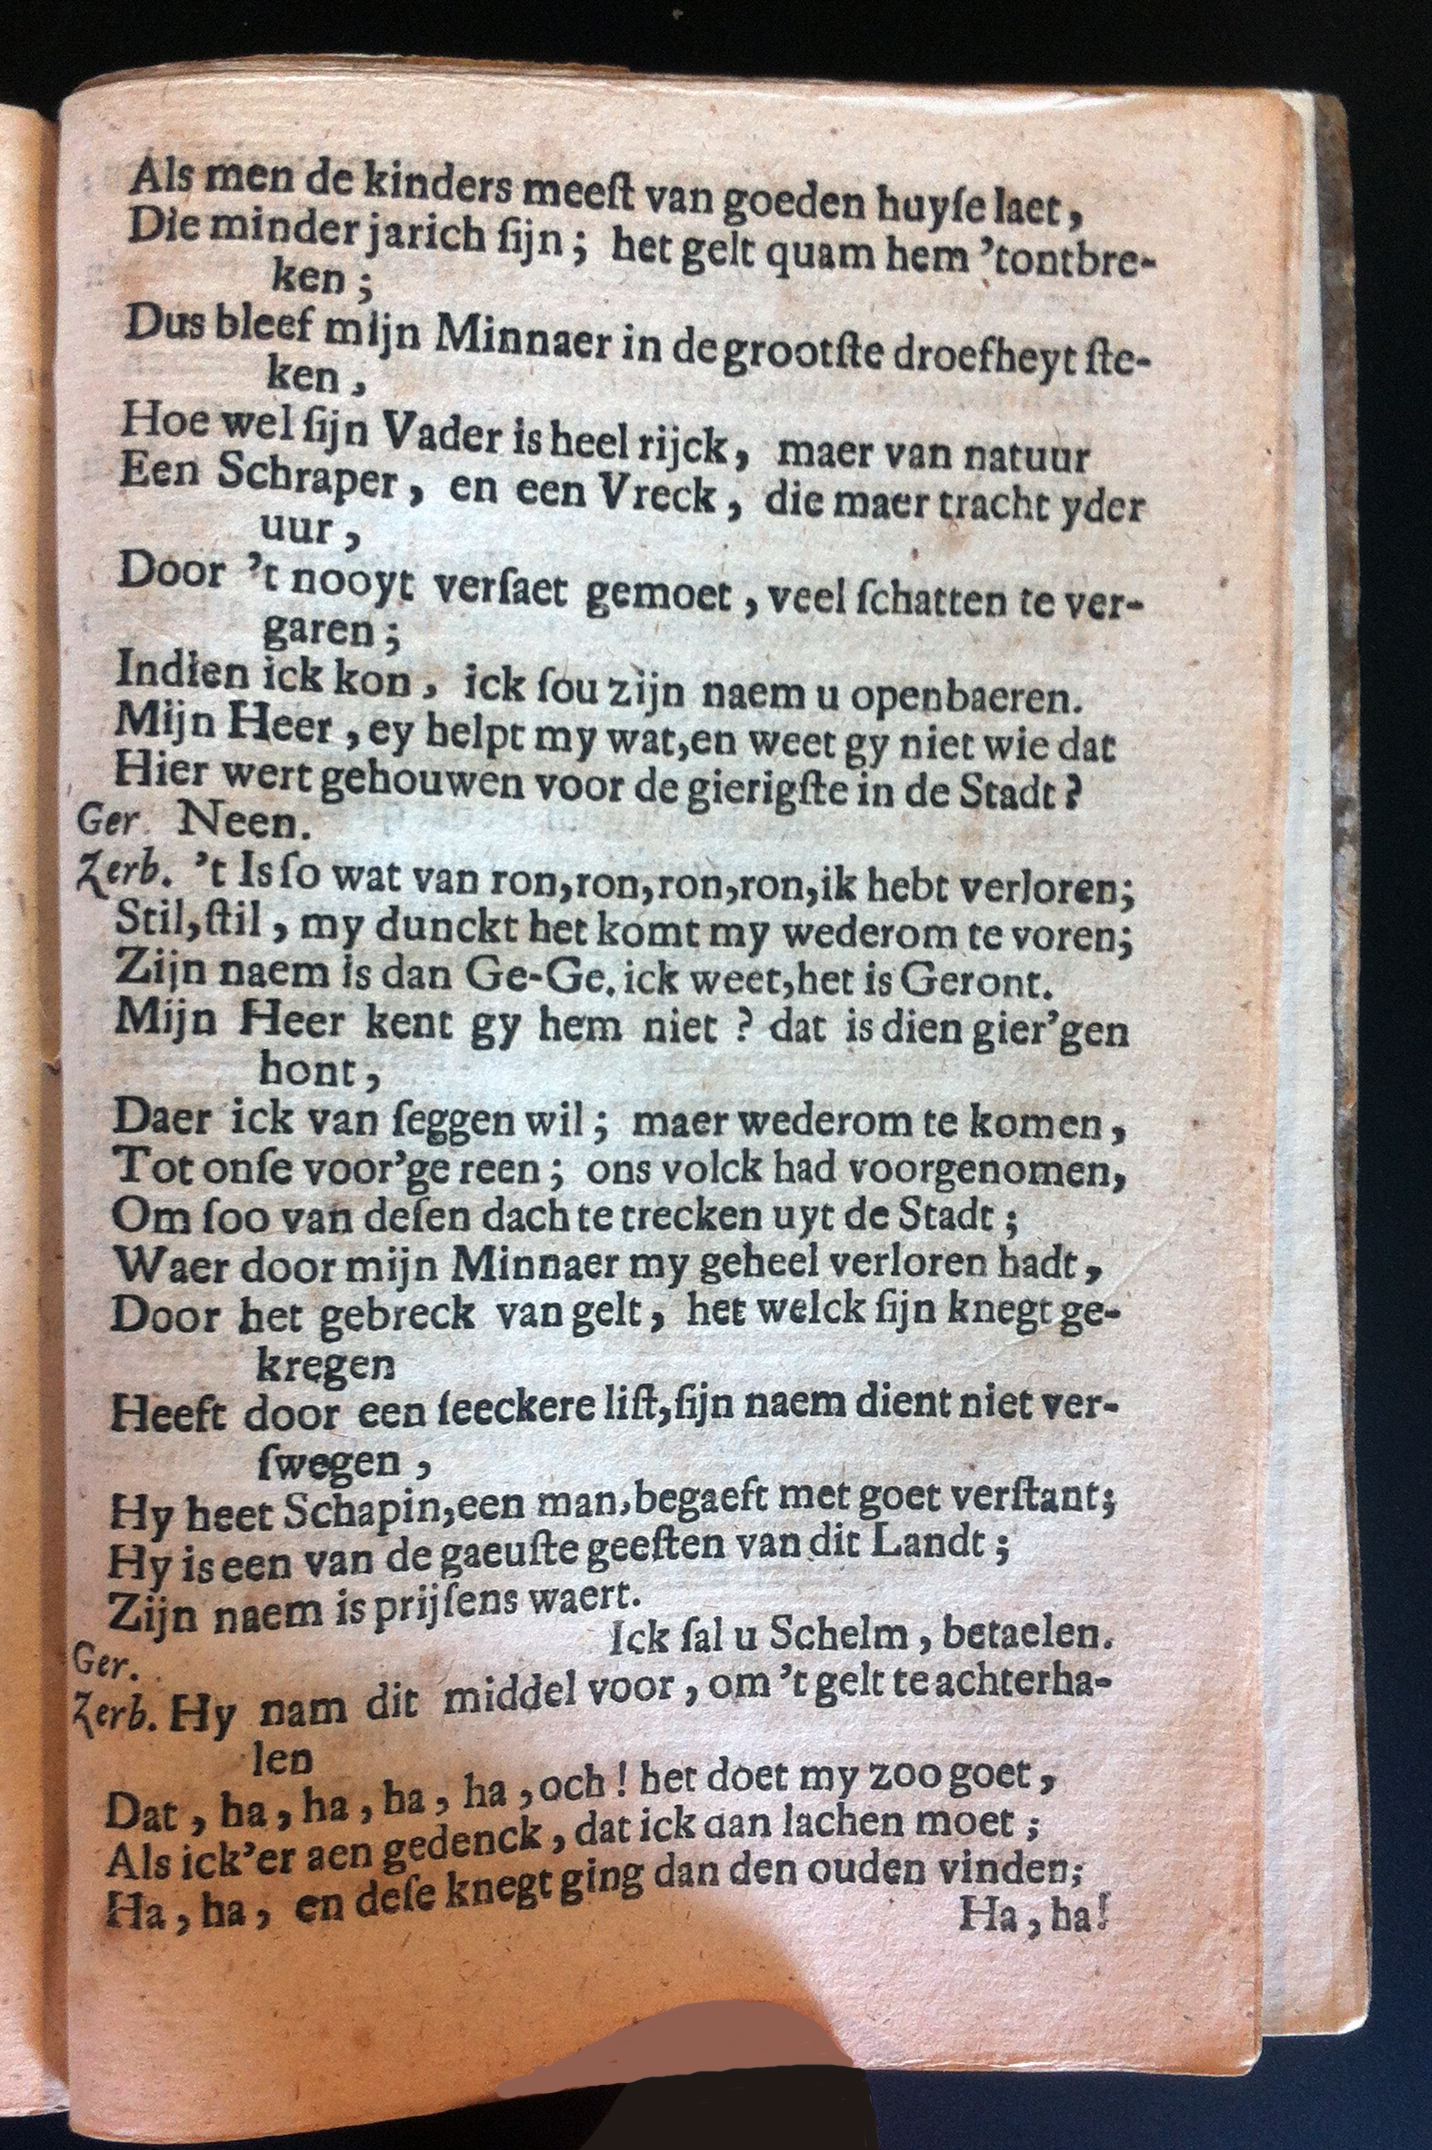 Als men de kinders meeſt van goeden huyſe laet,
Die minder jarich ſijn; het gelt quam hem 'tontbre-
ken;
Dus bleef mijn Minnaer in de grootſte droefheyt ſte-
ken,
Hoe wel ſijn Vader is heel rijck, maer van natuur
Een Schraper, en een Vreck, die maer tracht yder
uur,
Door 't nooyt verſaet gemoet, veel ſchatten te ver-
garen;
Indien ick kon, ick ſou zijn naem u openbaeren.
Mijn Heer, ey helpt my wat, en weet gy niet wie dat
Hier wert gehouwen voor de gierigſte in de Stadt?
Ger. Neen.
Zerb. 't Is ſo wat van ron, ron, ron, ron, ik hebt verloren;
Stil, ſtil, my dunckt het komt my wederom te voren;
Zijn naem is dan Ge-Ge. ick weet, het is Geront.
Mijn Heer kent gy hem niet? dat is dien gier'gen
hont,
Daer ick van ſeggen wil; maer wederom te komen,
Tot onſe voor'ge reen; ons volck had voorgenomen,
Om ſoo van deſen dach te trecken uyt de Stadt;
Waer door mijn Minnaer my geheel verloren hadt,
Door het gebreck van gelt, het welck ſijn knegt ge-
kregen
Heeft door een ſeeckere liſt, ſijn naem dient niet ver-
ſwegen,
Hy heet Schapin, een man, begaeft met goet verſtant;
Hy is een van de gaeuſte geeſten van dit Landt;
Zijn naem is prijſens waert.
Ger. Ick ſal u Schelm, betaelen.
Zerb. Hy nam dit middel voor, om 't gelt te achterha-
len
Dat, ha, ha, ha, ha, och! het doet my zoo goet,
Als ick'er aen gedenck, dat ick aan lachen moet;
Ha, ha, en deſe knegt ging dan den ouden vinden;
Ha, ha!